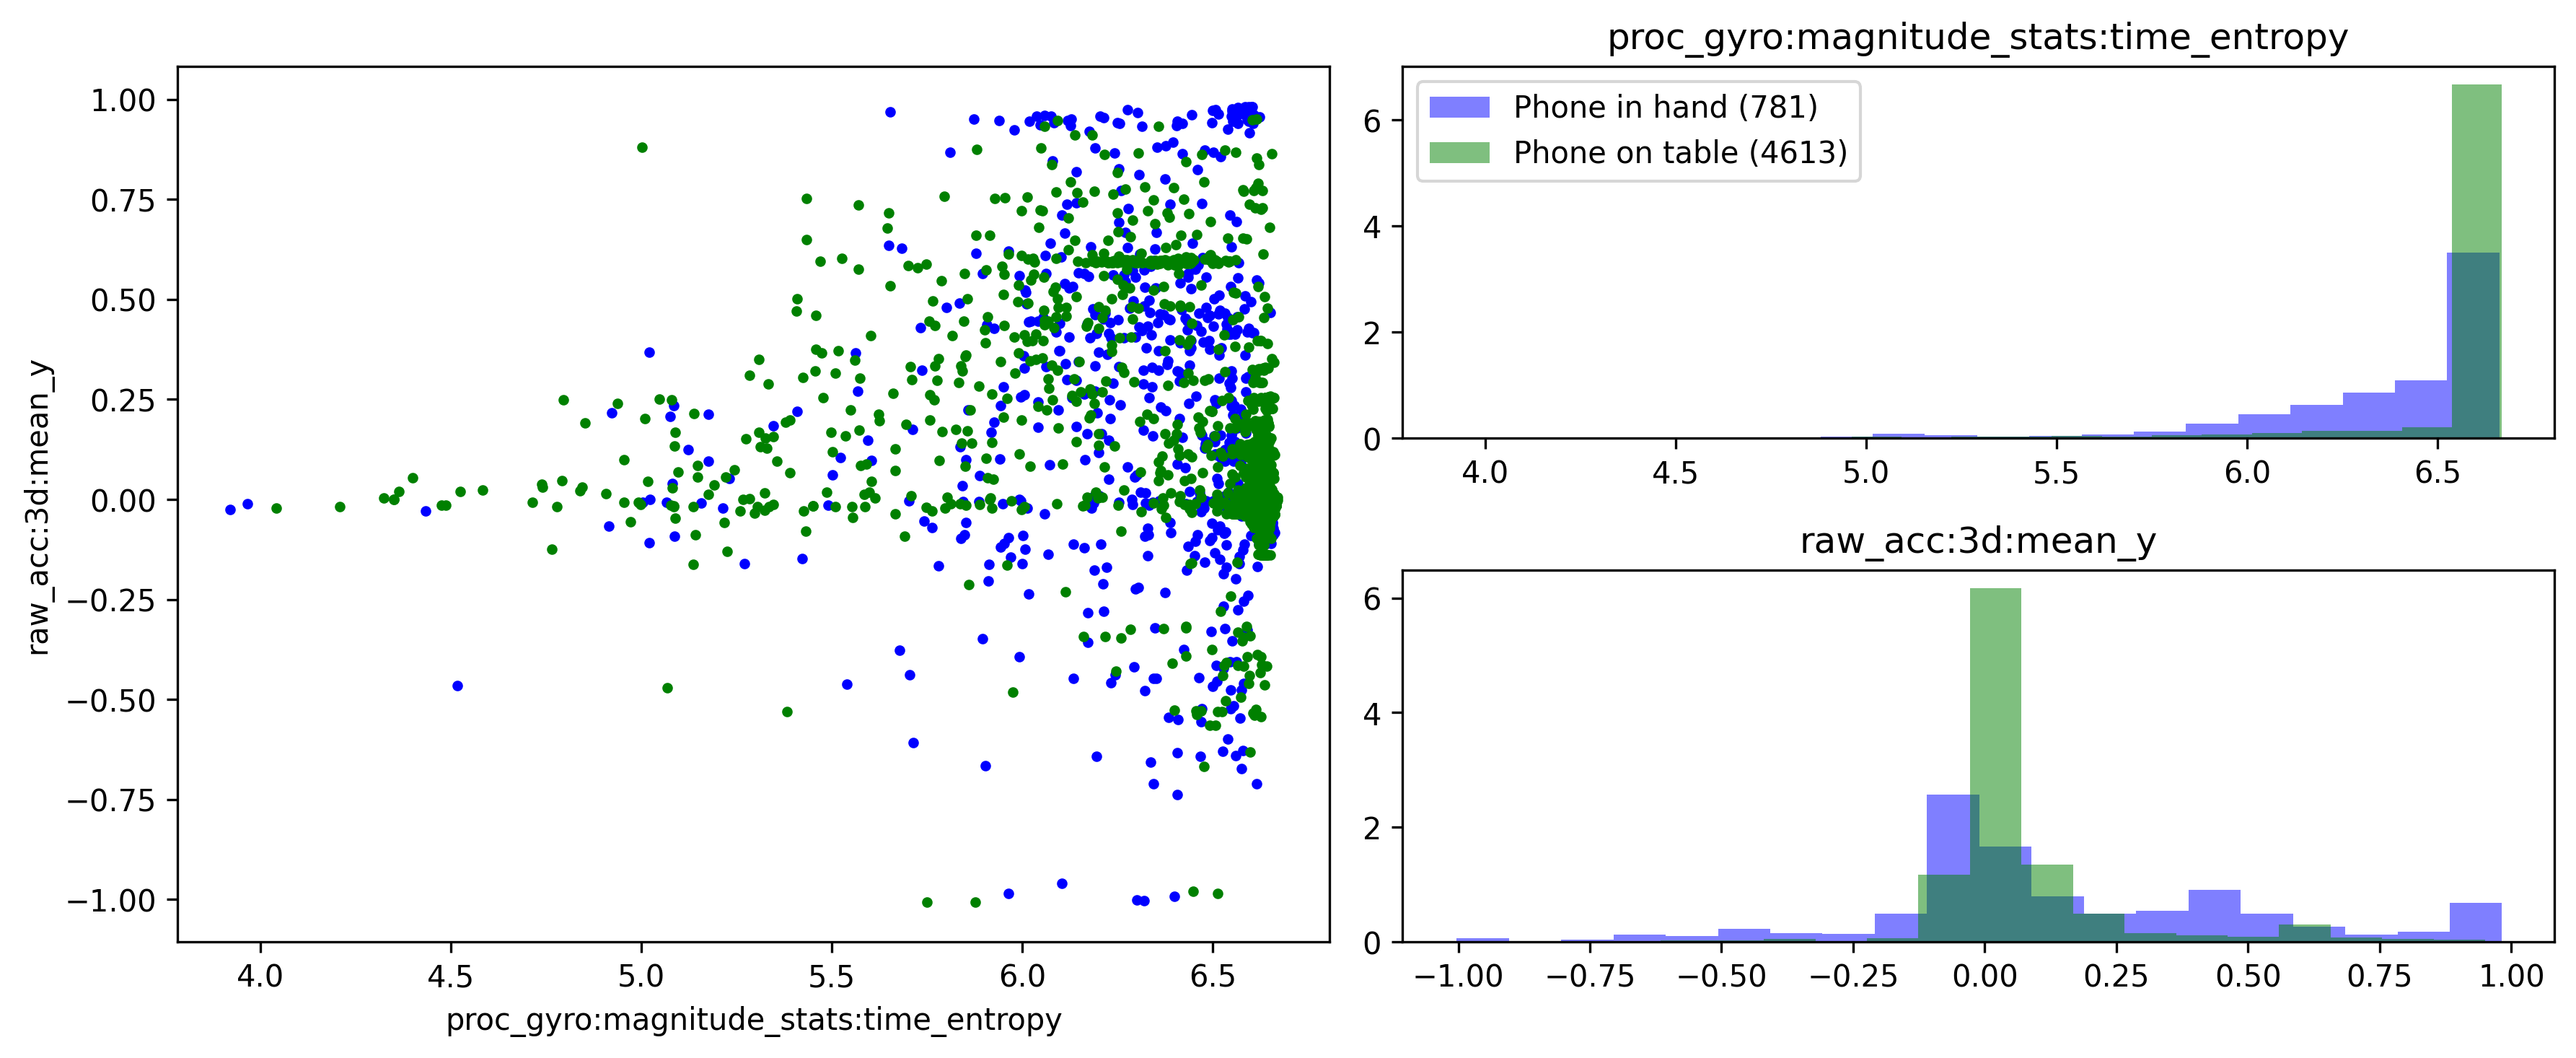 1.00
0.75
0.50
0.25
0.00
−0.25
−0.50
−0.75
−1.00
raw_acc:3d:mean_y
4.0 4.5 5.0 5.5 6.0 6.5
proc_gyro:magnitude_stats:time_entropy
proc_gyro:magnitude_stats:time_entropy
Phone in hand (781)
Phone on table (4613)
6
4
2
0
4.0 4.5 5.0 5.5 6.0 6.5
raw_acc:3d:mean_y
6
4
2
0
−1.00 −0.75 −0.50 −0.25 0.00 0.25 0.50 0.75 1.00